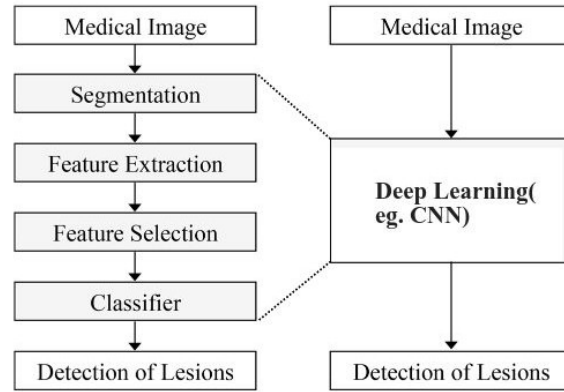 Medical Image
Segmentation
Feature Extraction
Feature Selection
Classifier
Detection of Lesions
Medical Image
Deep Learning(
eg. CNN)
Detection of Lesions